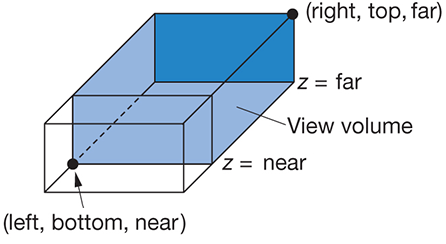 (right, top, far)
z = far
View volume
z = near
(left, bottom, near)